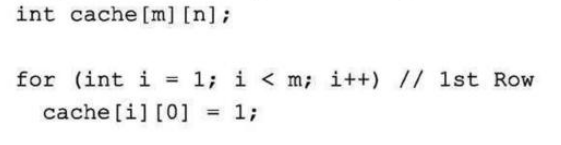 int cache[m][n];
for (int i = 1; i < m; i++) // 1st Row
cache[i][0] = 1;